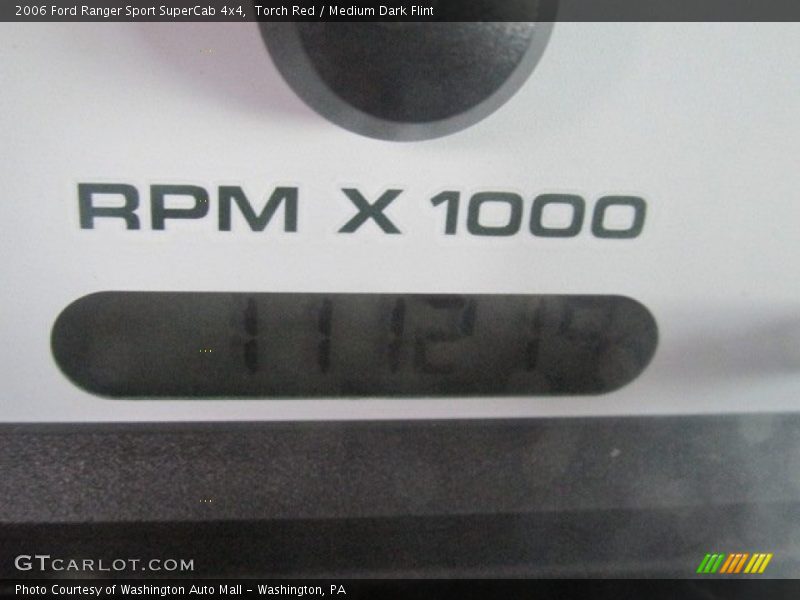 2006 Ford Ranger Sport SuperCab 4x4, Torch Red / Medium Dark Flint
RPM X 1000
111219
GTCARLOT.COM
Photo Courtesy of Washington Auto Mall - Washington, PA